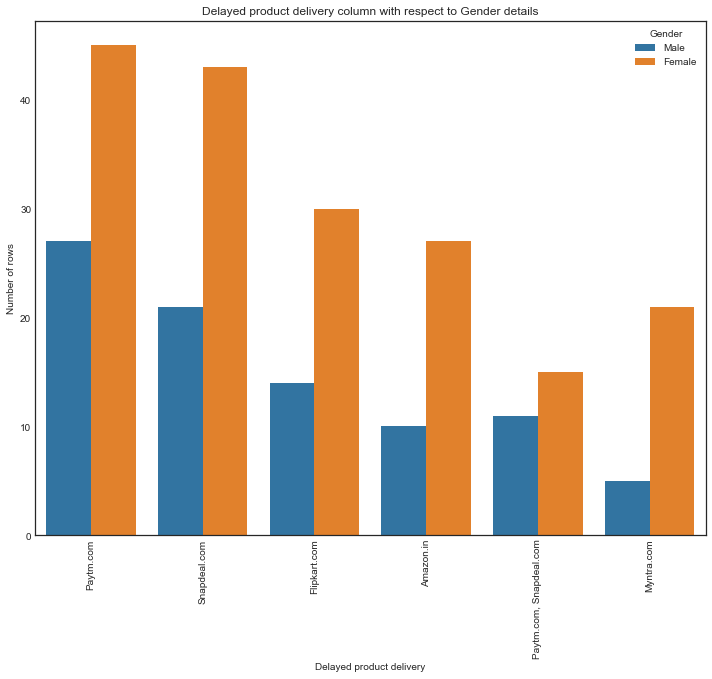 Delayed product delivery column with respect to Gender details
Gender
Male
Female
Number of rows
40
30
20
10
0
Paytm.com
Snapdeal.com
Flipkart.com
Amazon.in
Paytm.com, Snapdeal.com
Myntra.com
Delayed product delivery